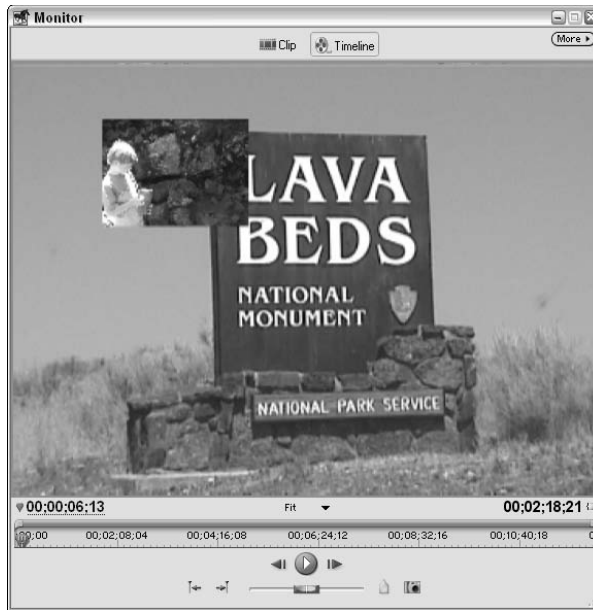 Monitor
Clip Timeline
More
LAVA
BEDS
NATIONAL
MONUMENT
NATIONAL PARK SERVICE
00;00;06;13 Fit 00;02;18;21
00;02;08;04 00;04;16;08 00;06;24;12 00;08;32;16 00;10;40;18